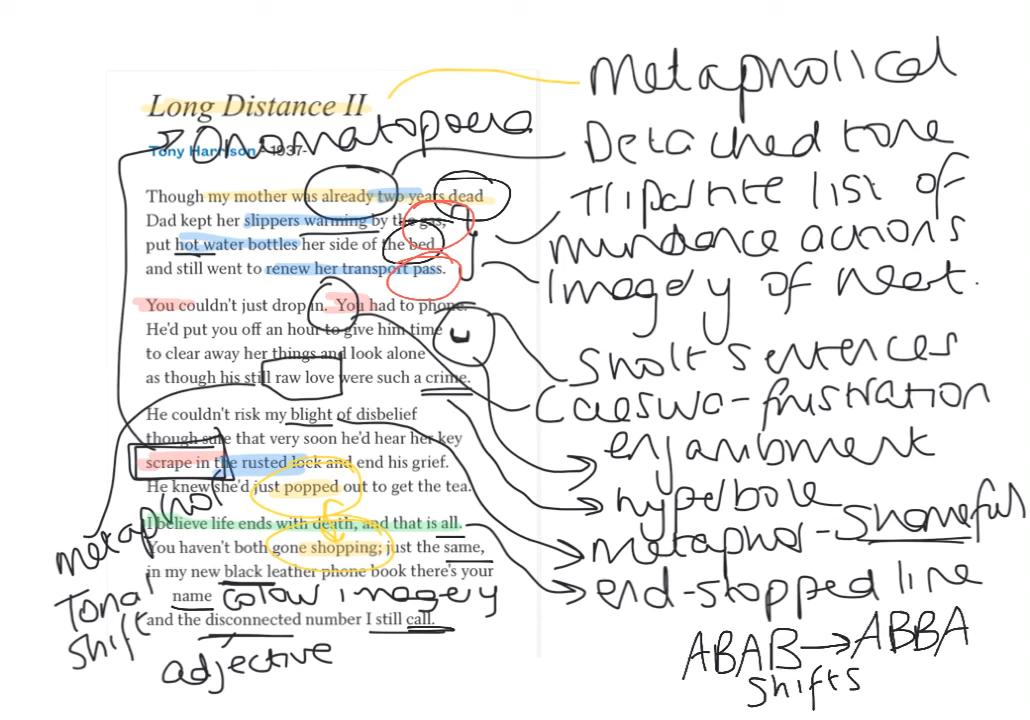 Long Distance II
Onomatopoeia
Tony Harrison - 1937-
Though my mother was already two years dead
Dad kept her slippers warming by the gas,
put hot water bottles her side of the bed
and still went to renew her transport pass.
You couldn't just drop in. You had to phone.
He'd put you off an hour to give him time
to clear away her things and look alone
as though his still raw love were such a crime.
He couldn't risk my blight of disbelief
though sure that very soon he'd hear her key
scrape in the rusted lock and end his grief.
He knew she'd just popped out to get the tea.
I believe life ends with death, and that is all.
You haven't both gone shopping; just the same,
in my new black leather phone book there's your
name
and the disconnected number I still call.
metaphor
Tonal
shift
colour imagery
adjective
Metaphorical
Detached tone
Tripartite list of
mundane actions
Imagery of heat.
Short sentences
Caesura - frustration
enjambment
hyperbole
metaphor - shameful
end-stopped line
ABAB → ABBA
shifts